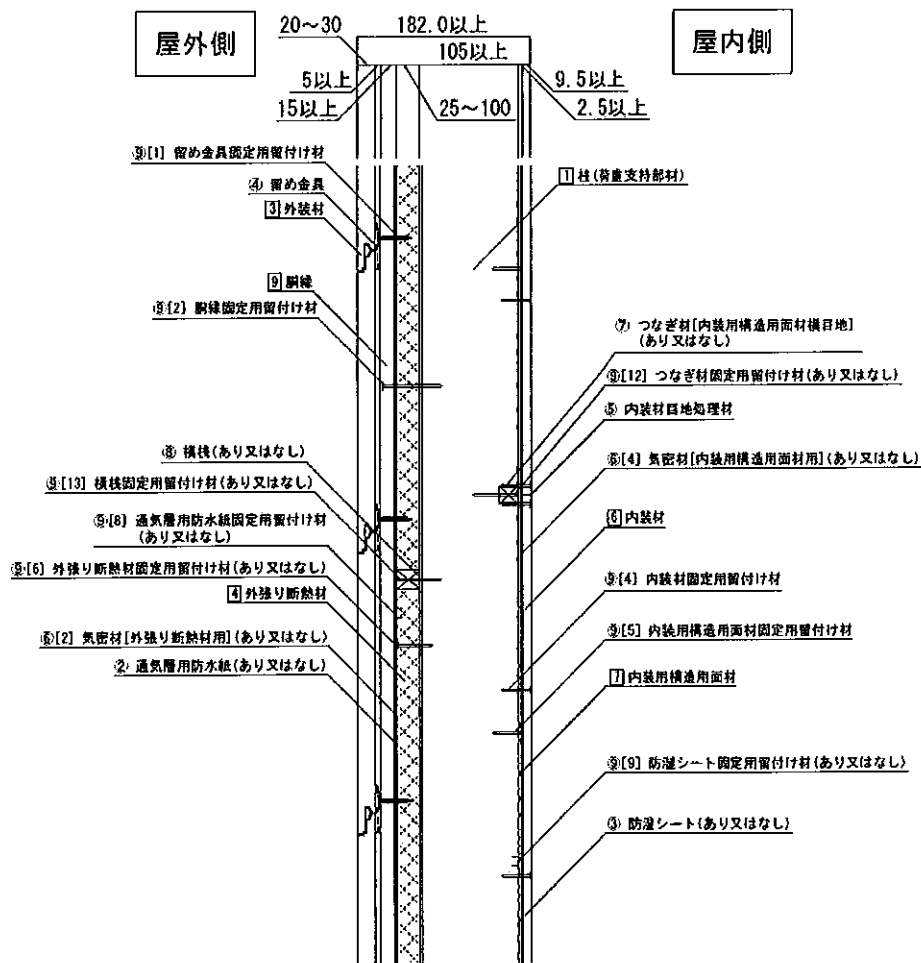 屋外側
屋内側
20～30
182.0以上
105以上
5以上
15以上
25～100
9.5以上
2.5以上
⑨[1] 留め金具固定用留付け材
④ 留め金具
3 外装材
9 胴縁
⑨[2] 胴縁固定用留付け材
⑧ 横桟(あり又はなし)
⑨[13] 横桟固定用留付け材(あり又はなし)
⑨[8] 通気層用防水紙固定用留付け材
(あり又はなし)
⑨[6] 外張り断熱材固定用留付け材(あり又はなし)
4 外張り断熱材
⑥[2] 気密材[外張り断熱材用](あり又はなし)
② 通気層用防水紙(あり又はなし)
1 柱(荷重支持部材)
⑦ つなぎ材[内装用構造用面材横目地]
(あり又はなし)
⑨[12] つなぎ材固定用留付け材(あり又はなし)
⑤ 内装材目地処理材
⑥[4] 気密材[内装用構造用面材用](あり又はなし)
6 内装材
⑨[4] 内装材固定用留付け材
⑨[5] 内装用構造用面材固定用留付け材
7 内装用構造用面材
⑨[9] 防湿シート固定用留付け材(あり又はなし)
③ 防湿シート(あり又はなし)